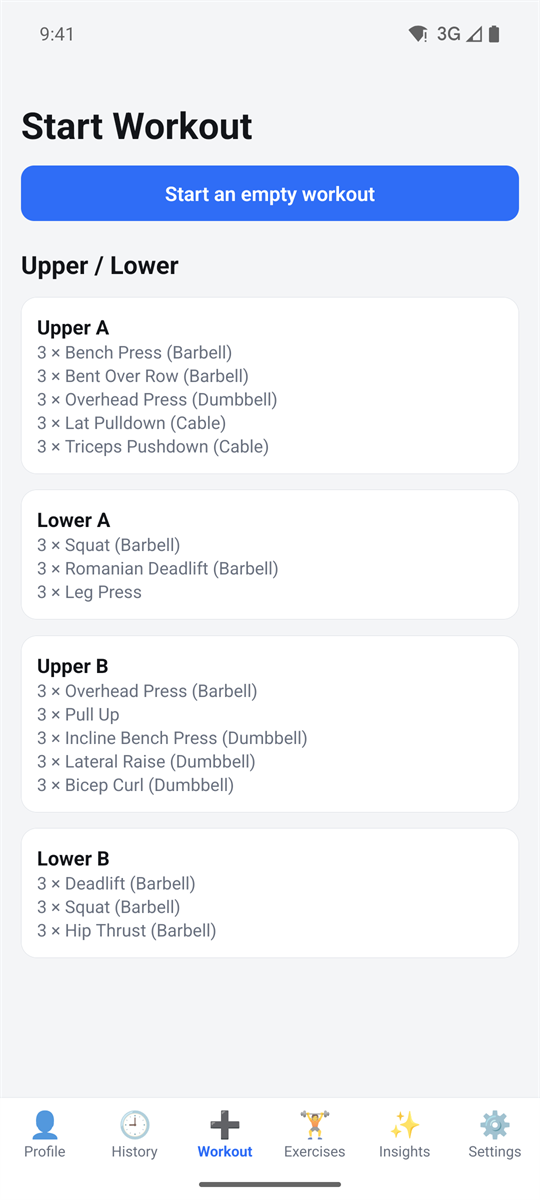 9:41
3G
Start Workout
Start an empty workout
Upper / Lower
Upper A
3 × Bench Press (Barbell)
3 × Bent Over Row (Barbell)
3 × Overhead Press (Dumbbell)
3 × Lat Pulldown (Cable)
3 × Triceps Pushdown (Cable)
Lower A
3 × Squat (Barbell)
3 × Romanian Deadlift (Barbell)
3 × Leg Press
Upper B
3 × Overhead Press (Barbell)
3 × Pull Up
3 × Incline Bench Press (Dumbbell)
3 × Lateral Raise (Dumbbell)
3 × Bicep Curl (Dumbbell)
Lower B
3 × Deadlift (Barbell)
3 × Squat (Barbell)
3 × Hip Thrust (Barbell)
Profile
History
Workout
Exercises
Insights
Settings